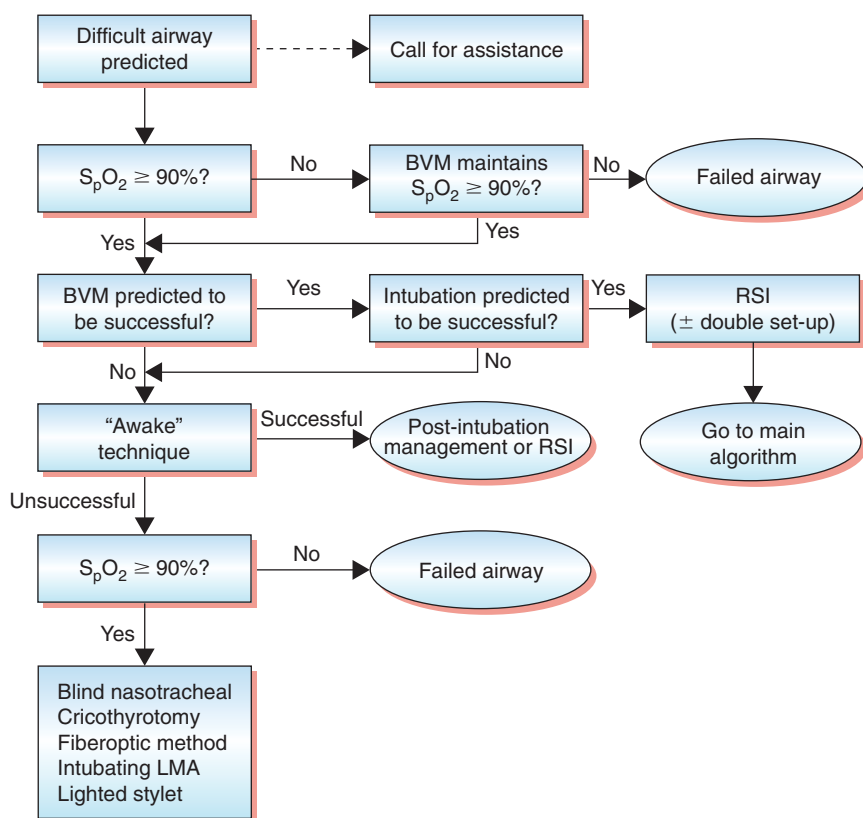 Difficult airway
predicted
Call for assistance
SpO2 ≥ 90%?
No
BVM maintains
SpO2 ≥ 90%?
No
Failed airway
Yes
Yes
BVM predicted to
be successful?
Yes
Intubation predicted
to be successful?
Yes
RSI
(± double set-up)
No
No
“Awake”
technique
Successful
Post-intubation
management or RSI
Go to main
algorithm
Unsuccessful
SpO2 ≥ 90%?
No
Failed airway
Yes
Blind nasotracheal
Cricothyrotomy
Fiberoptic method
Intubating LMA
Lighted stylet